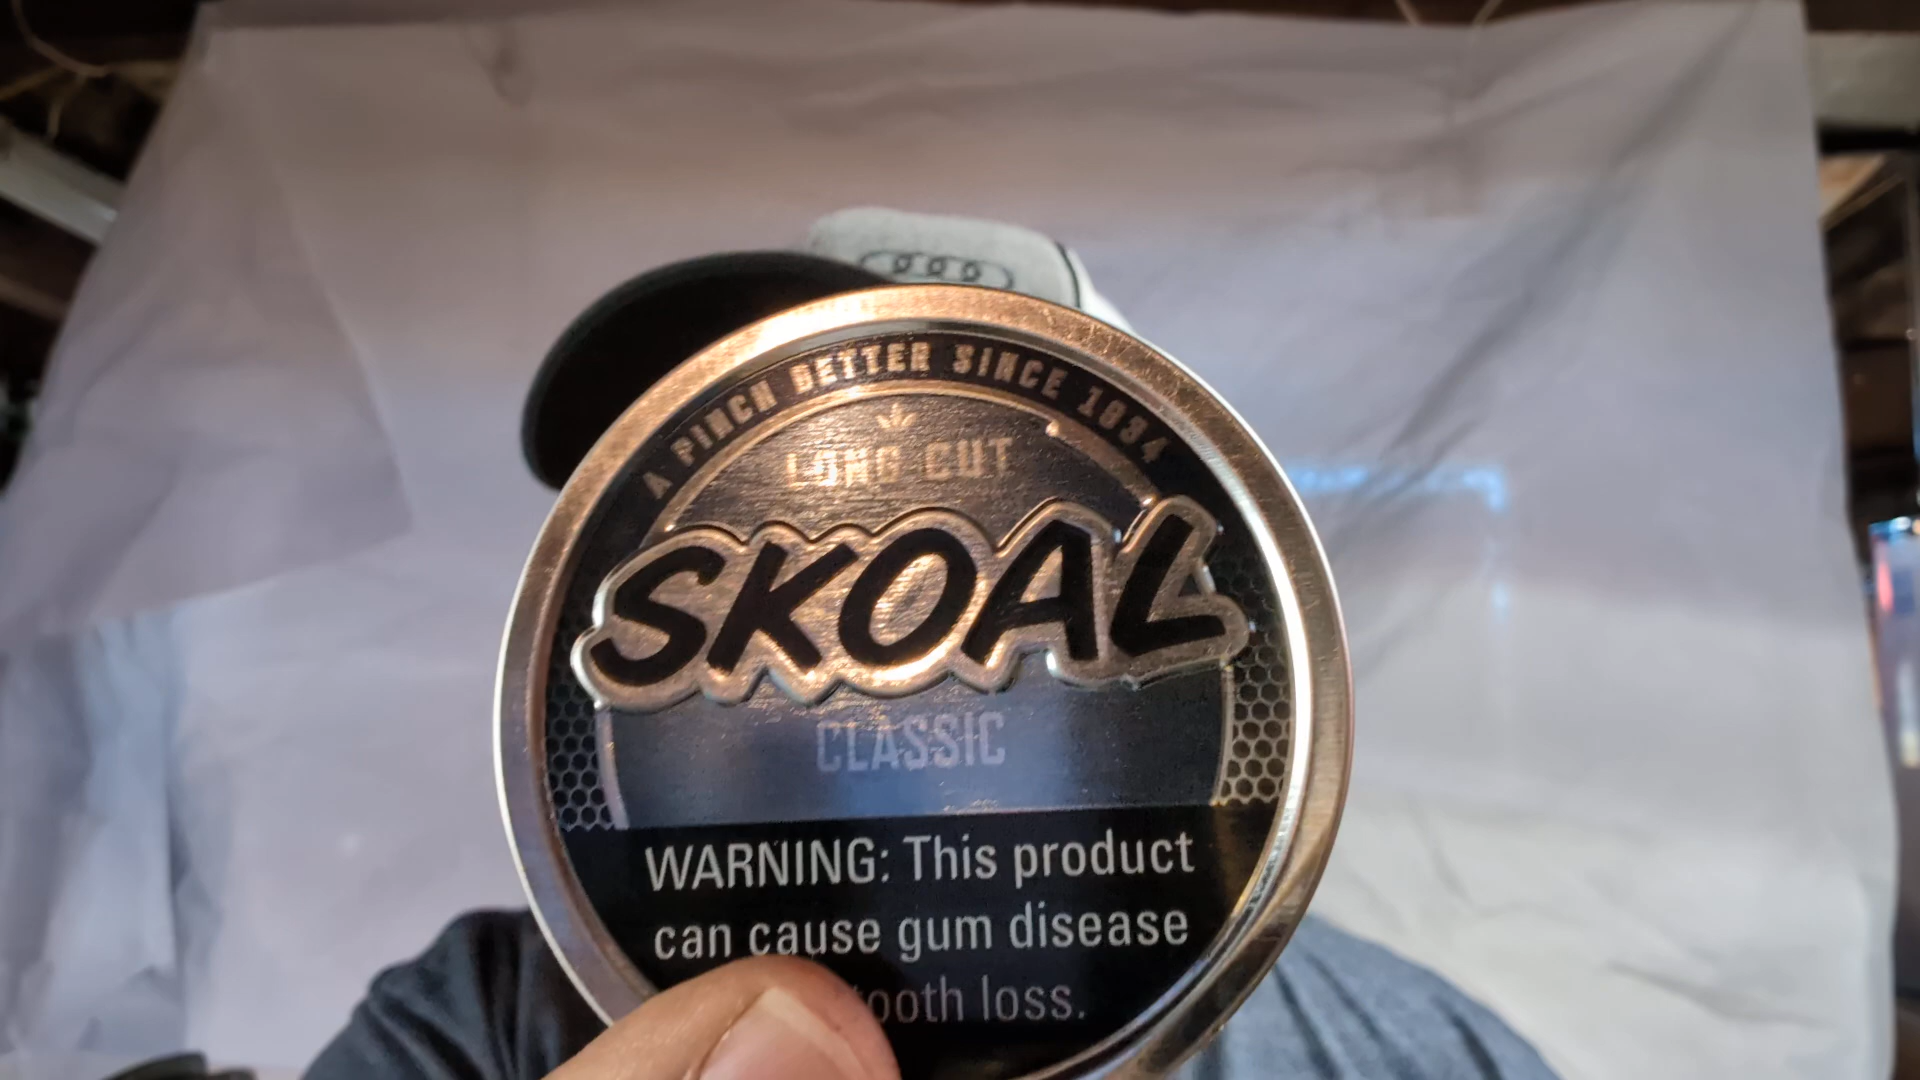 A PINCH BETTER SINCE 1934
LONG CUT
SKOAL
CLASSIC
WARNING: This product
can cause gum disease
tooth loss.